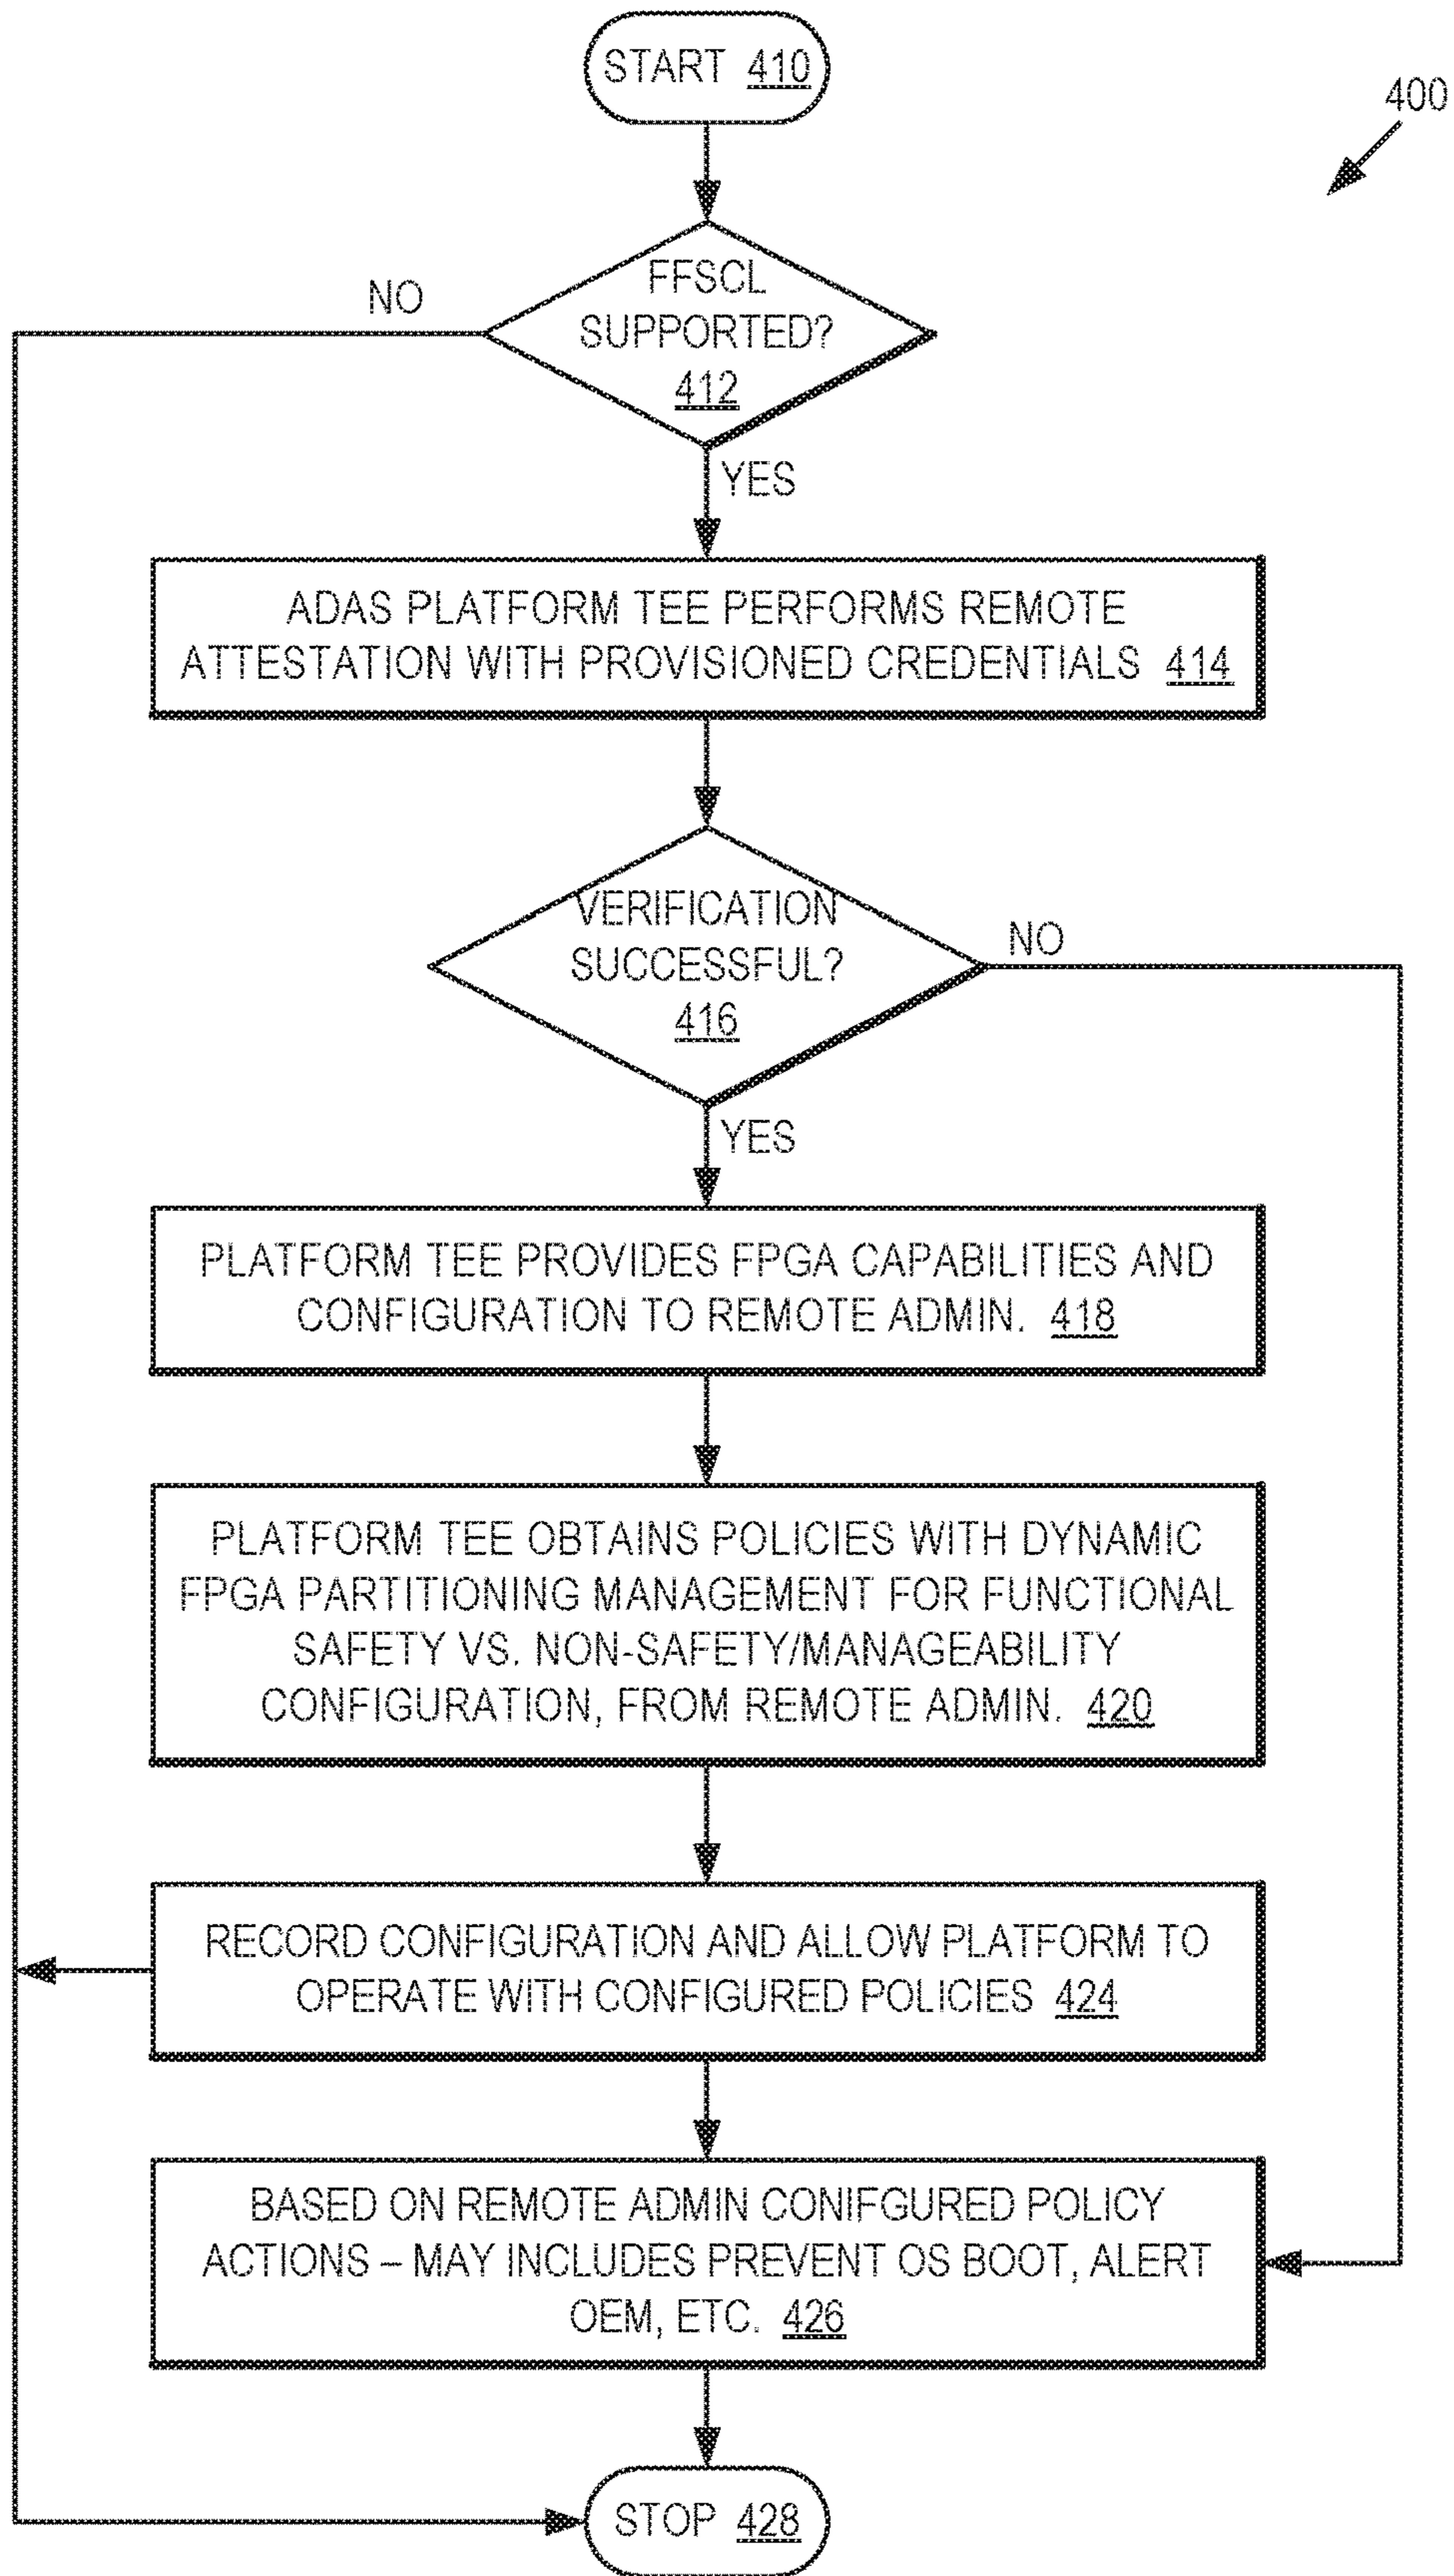 START 410
400
FFSCL
SUPPORTED?
412
NO
YES
ADAS PLATFORM TEE PERFORMS REMOTE
ATTESTATION WITH PROVISIONED CREDENTIALS 414
VERIFICATION
SUCCESSFUL?
416
NO
YES
PLATFORM TEE PROVIDES FPGA CAPABILITIES AND
CONFIGURATION TO REMOTE ADMIN. 418
PLATFORM TEE OBTAINS POLICIES WITH DYNAMIC
FPGA PARTITIONING MANAGEMENT FOR FUNCTIONAL
SAFETY VS. NON-SAFETY/MANAGEABILITY
CONFIGURATION, FROM REMOTE ADMIN. 420
RECORD CONFIGURATION AND ALLOW PLATFORM TO
OPERATE WITH CONFIGURED POLICIES 424
BASED ON REMOTE ADMIN CONIFGURED POLICY
ACTIONS – MAY INCLUDES PREVENT OS BOOT, ALERT
OEM, ETC. 426
STOP 428